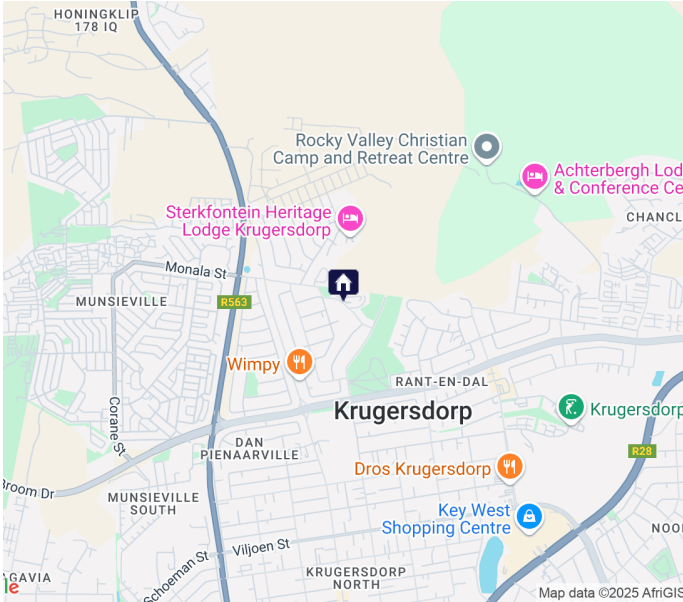 HONINGKLIP
178 IQ
Rocky Valley Christian
Camp and Retreat Centre
Achterbergh Lod
& Conference Ce
Sterkfontein Heritage
Lodge Krugersdorp
CHANCL
Monala St
MUNSIEVILLE
R563
Wimpy
RANT-EN-DAL
Krugersdorp
Krugersdorp
Corane St
DAN
PIENAARVILLE
Dros Krugersdorp
R28
Broom Dr
MUNSIEVILLE
SOUTH
Key West
Shopping Centre
NOO
Viljoen St
Schoeman St
KRUGERSDORP
NORTH
GGAVIA
le
Map data ©2025 AfriGIS